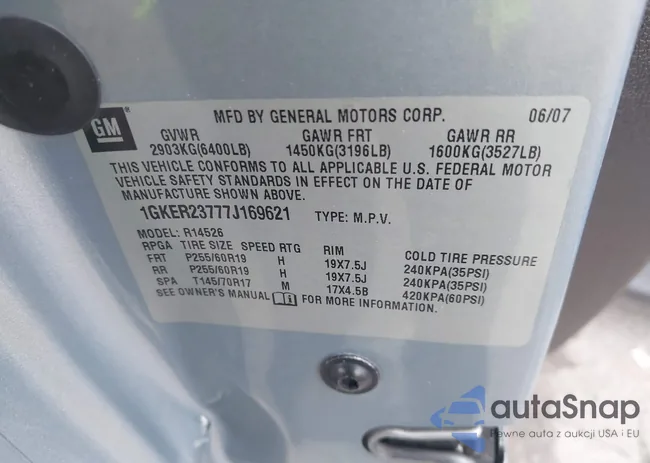 GM
MFD BY GENERAL MOTORS CORP. 06/07
GVWR GAWR FRT GAWR RR
2903KG(6400LB) 1450KG(3196LB) 1600KG(3527LB)
THIS VEHICLE CONFORMS TO ALL APPLICABLE U.S. FEDERAL MOTOR
VEHICLE SAFETY STANDARDS IN EFFECT ON THE DATE OF
MANUFACTURE SHOWN ABOVE.
1GKER23777J169621 TYPE: M.P.V.
MODEL: R14526
RPGA TIRE SIZE SPEED RTG RIM COLD TIRE PRESSURE
FRT P255/60R19 H 19X7.5J 240KPA(35PSI)
RR P255/60R19 H 19X7.5J 240KPA(35PSI)
SPA T145/70R17 M 17X4.5B 420KPA(60PSI)
SEE OWNER'S MANUAL FOR MORE INFORMATION.
autaSnap
Pewne auta z aukcji USA i EU